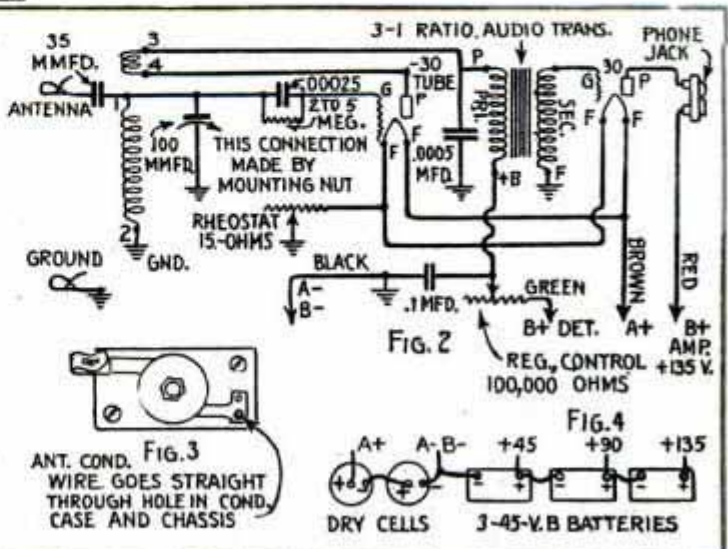 3-1 RATIO, AUDIO TRANS.
PHONE
JACK
35
MMFD.
3
4
-30
TUBE
P
30
P
ANTENNA
1
.00025
2 TO 5
MEG.
G
P
F
F
PRI.
SEC.
G
F
F
100
MMFD.
THIS CONNECTION
MADE BY
MOUNTING NUT
.0005
MFD.
+B
F
RHEOSTAT
15-OHMS
2
GND.
GROUND
BLACK
A-
B-
.1 MFD.
GREEN
BROWN
RED
B+ DET.
A+
B+
AMP.
+135 V.
FIG. 2
REG., CONTROL
100,000 OHMS
FIG. 3
ANT. COND.
WIRE GOES STRAIGHT
THROUGH HOLE IN COND.
CASE AND CHASSIS
FIG. 4
A+
A-B-
+45
+90
+135
+
-
+
-
-
+
-
+
-
+
DRY CELLS
3-45-V. B BATTERIES